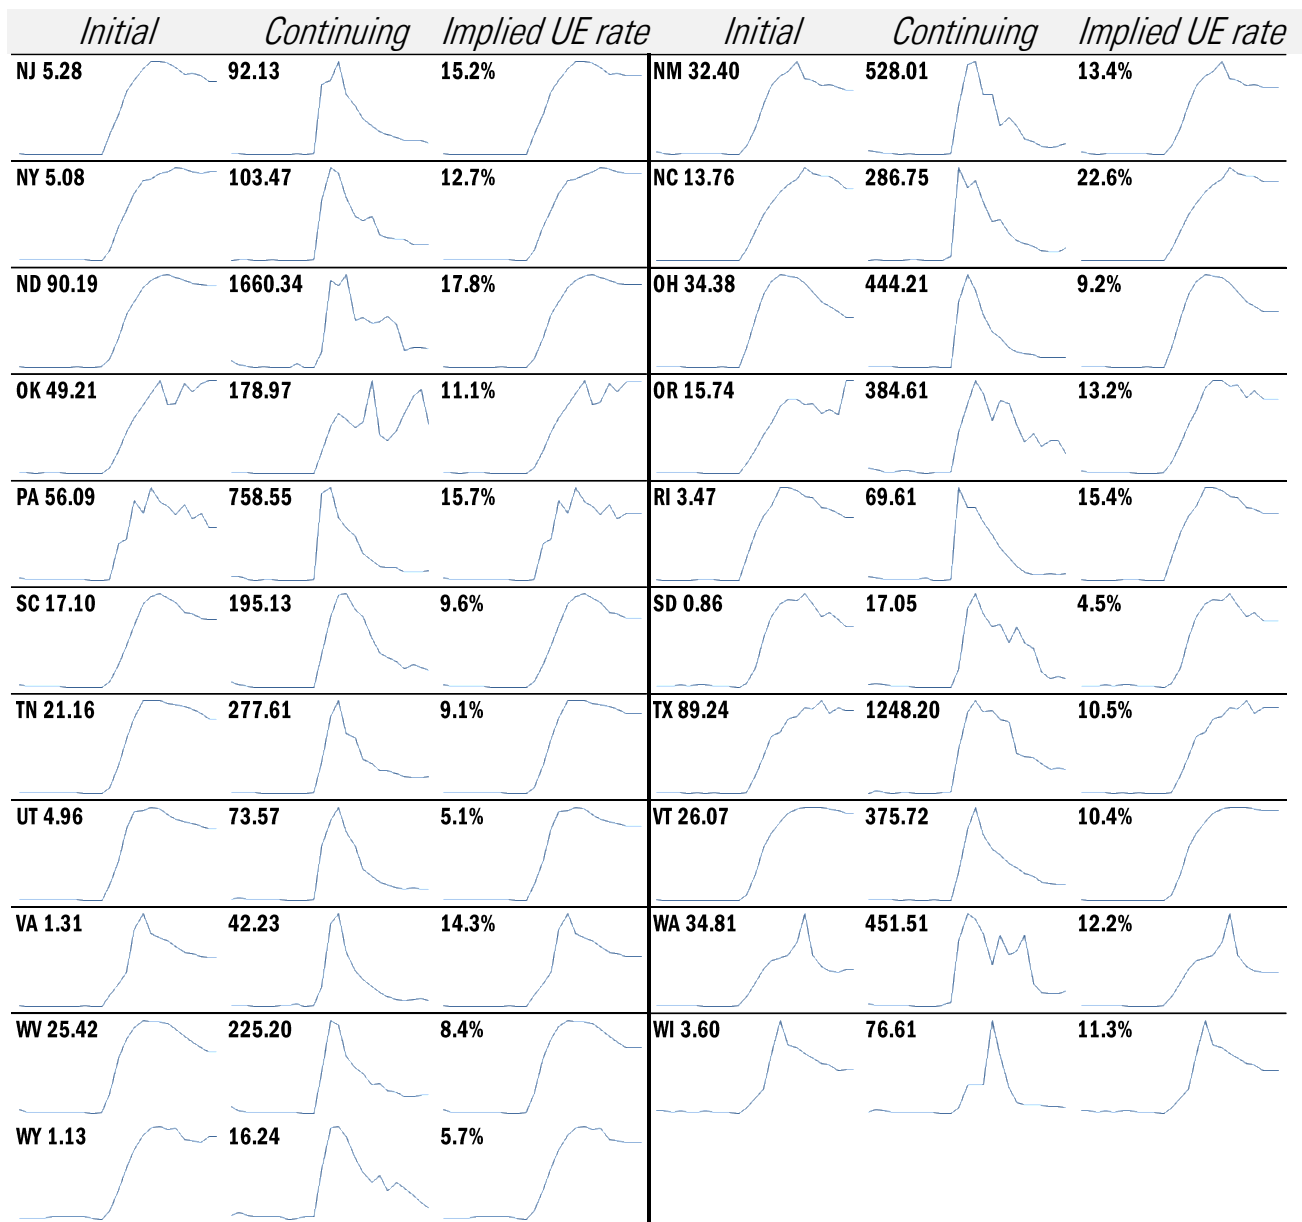 Initial Continuing Implied UE rate Initial Continuing Implied UE rate
NJ 5.28 92.13 15.2% NM 32.40 528.01 13.4%
NY 5.08 103.47 12.7% NC 13.76 286.75 22.6%
ND 90.19 1660.34 17.8% OH 34.38 444.21 9.2%
OK 49.21 178.97 11.1% OR 15.74 384.61 13.2%
PA 56.09 758.55 15.7% RI 3.47 69.61 15.4%
SC 17.10 195.13 9.6% SD 0.86 17.05 4.5%
TN 21.16 277.61 9.1% TX 89.24 1248.20 10.5%
UT 4.96 73.57 5.1% VT 26.07 375.72 10.4%
VA 1.31 42.23 14.3% WA 34.81 451.51 12.2%
WV 25.42 225.20 8.4% WI 3.60 76.61 11.3%
WY 1.13 16.24 5.7%